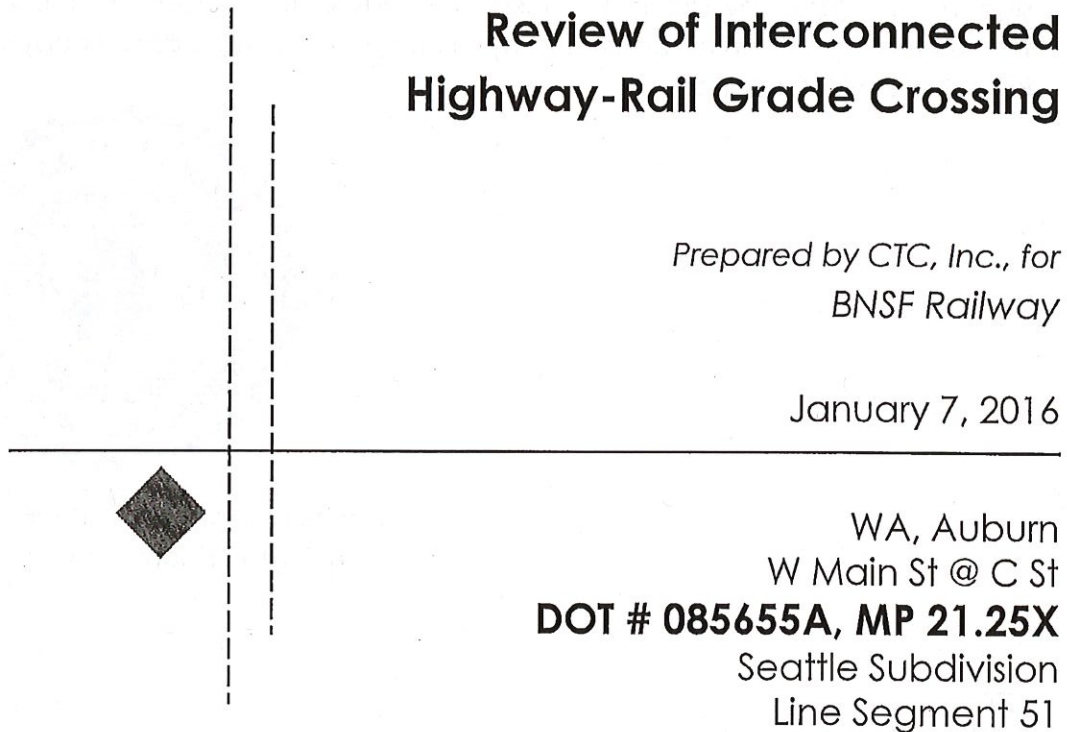 Review of Interconnected
Highway-Rail Grade Crossing
Prepared by CTC, Inc., for
BNSF Railway
January 7, 2016
WA, Auburn
W Main St @ C St
DOT # 085655A, MP 21.25X
Seattle Subdivision
Line Segment 51